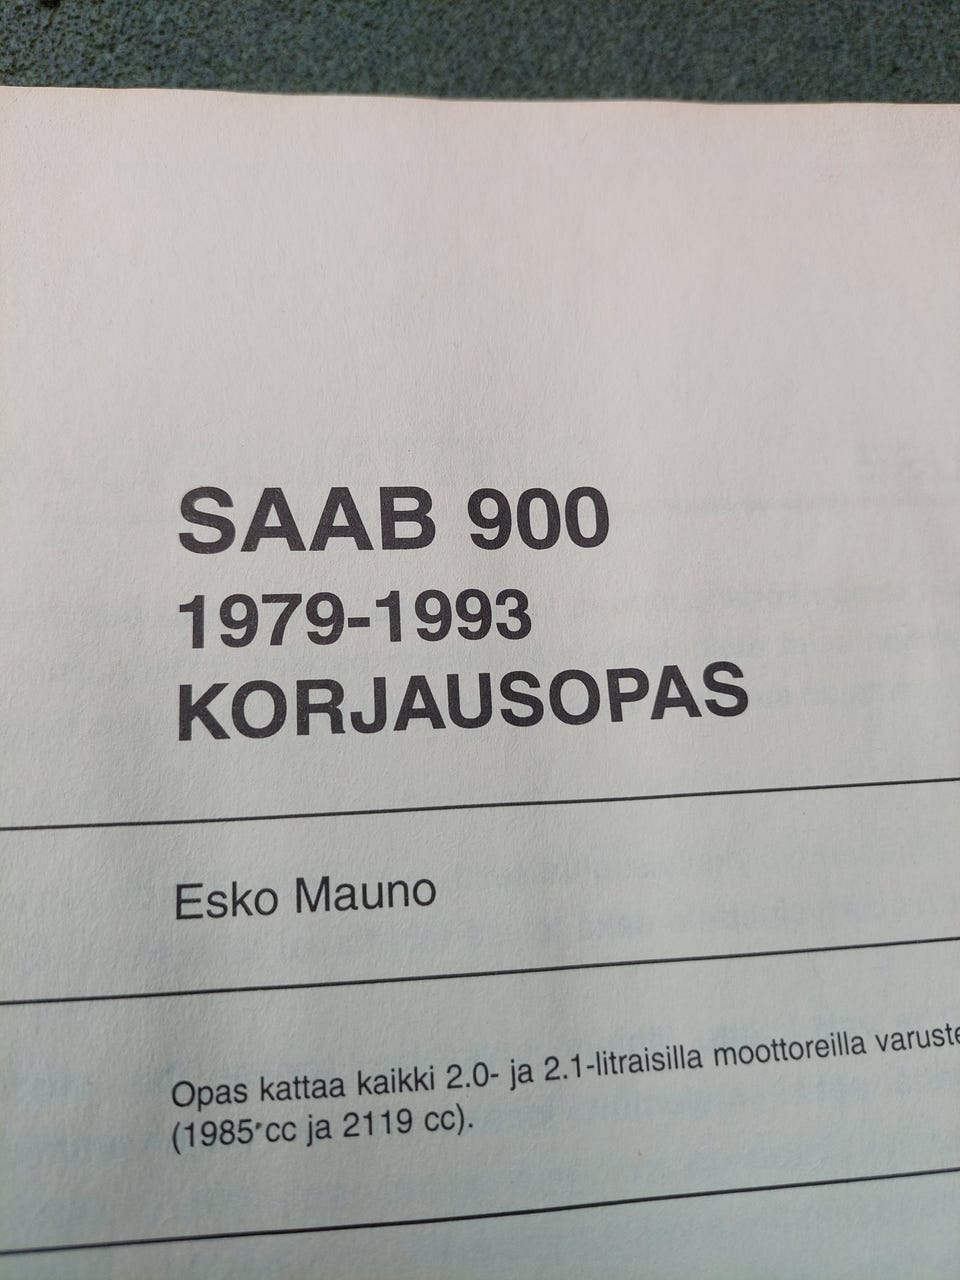 SAAB 900
1979-1993
KORJAUSOPAS
Esko Mauno
Opas kattaa kaikki 2.0- ja 2.1-litraisilla moottoreilla
(1985 cc ja 2119 cc).